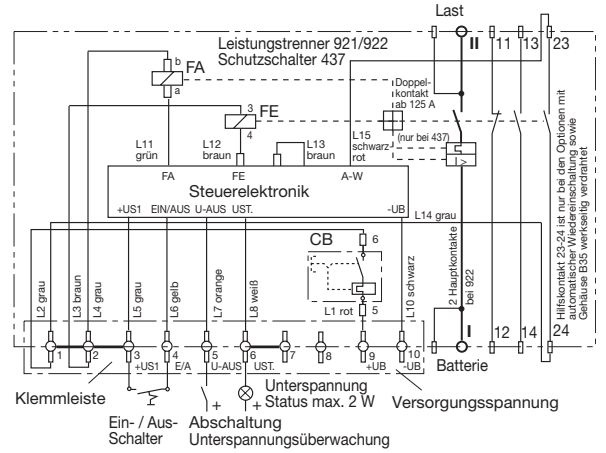 Last
Leistungstrenner 921/922
Schutzschalter 437
II
11
13
23
b
FA
a
Doppel-
kontakt
ab 125 A
3
FE
4
(nur bei 437)
L11
grün
L12
braun
L13
braun
L15
schwarz-
rot
I >
FA
FE
A-W
Steuerelektronik
+US1
EIN/AUS
U-AUS
UST.
-UB
L14 grau
CB
6
5
L1 rot
L2 grau
L3 braun
L4 grau
L5 grau
L6 gelb
L7 orange
L8 weiß
L10 schwarz
2 Hauptkontakte
bei 922
Hilfskontakt 23-24 ist nur bei den Optionen mit
automatischer Wiedereinschaltung sowie
Gehäuse B35 werkseitig verdrahtet
I
12
14
24
Batterie
1
2
3
4
5
6
7
8
9
10
+US1
E/A
U-AUS
UST.
+UB
-UB
Klemmleiste
Unterspannung
Status max. 2 W
Versorgungsspannung
+
+
Ein- / Aus-
Schalter
Abschaltung
Unterspannungsüberwachung